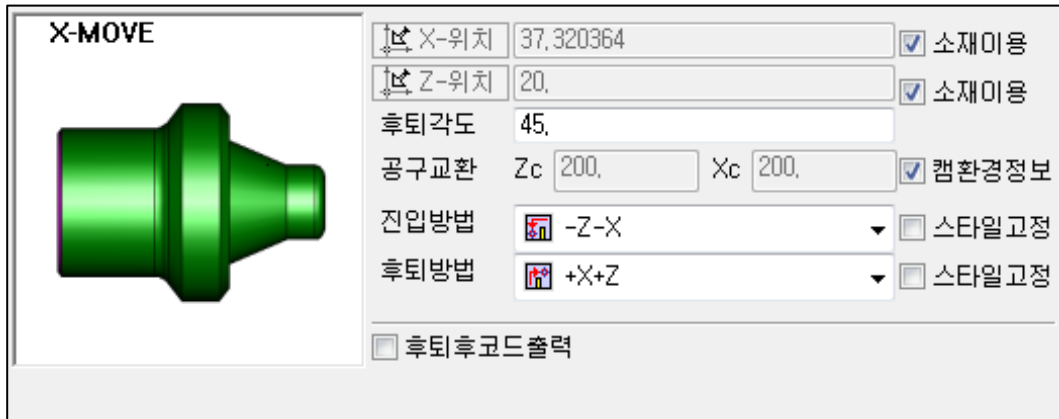 X-MOVE
X-위치 37.320364 소재이용
Z-위치 20. 소재이용
후퇴각도 45.
공구교환 Zc 200. Xc 200. 캠환경정보
진입방법 -Z-X 스타일고정
후퇴방법 +X+Z 스타일고정
후퇴후코드출력